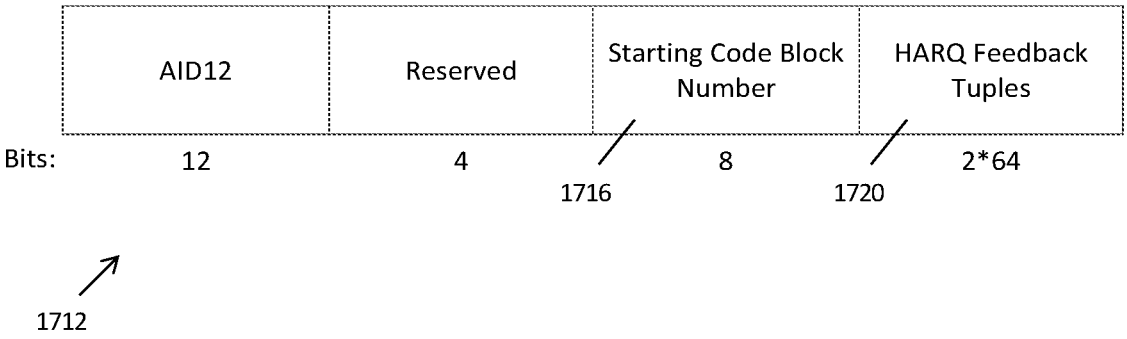 AID12
Reserved
Starting Code Block
Number
HARQ Feedback
Tuples
Bits:
12
4
8
2*64
1716
1720
1712